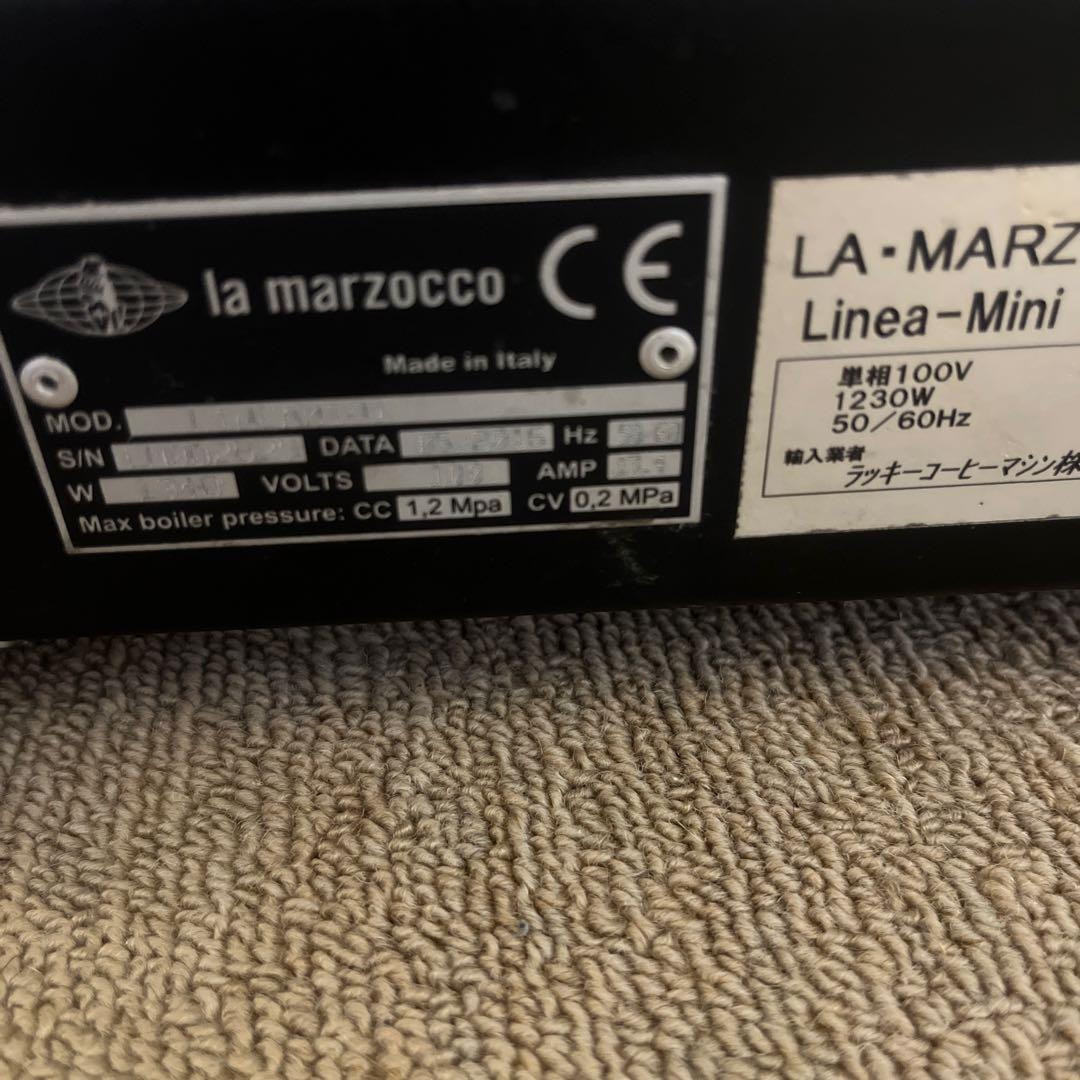 la marzocco CE
Made in Italy
MOD.
S/N DATA Hz
W VOLTS AMP
Max boiler pressure: CC 1,2 Mpa CV 0,2 MPa
LA・MARZ
Linea-Mini
単相100V
1230W
50/60Hz
輸入業者
ラッキーコーヒーマシン株